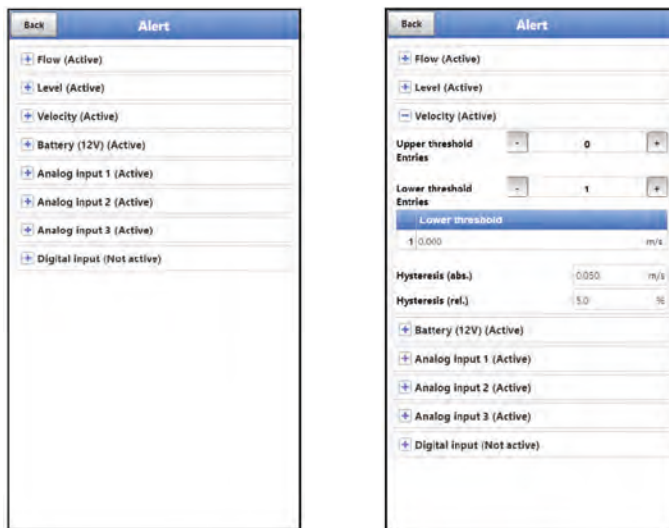 Back Alert
+ Flow (Active)
+ Level (Active)
+ Velocity (Active)
+ Battery (12V) (Active)
+ Analog input 1 (Active)
+ Analog input 2 (Active)
+ Analog input 3 (Active)
+ Digital input (Not active)
Back Alert
+ Flow (Active)
+ Level (Active)
− Velocity (Active)
Upper threshold - 0 +
Entries
Lower threshold - 1 +
Entries
Lower threshold
1 0.000 m/s
Hysteresis (abs.) 0.050 m/s
Hysteresis (rel.) 5.0 %
+ Battery (12V) (Active)
+ Analog input 1 (Active)
+ Analog input 2 (Active)
+ Analog input 3 (Active)
+ Digital input (Not active)